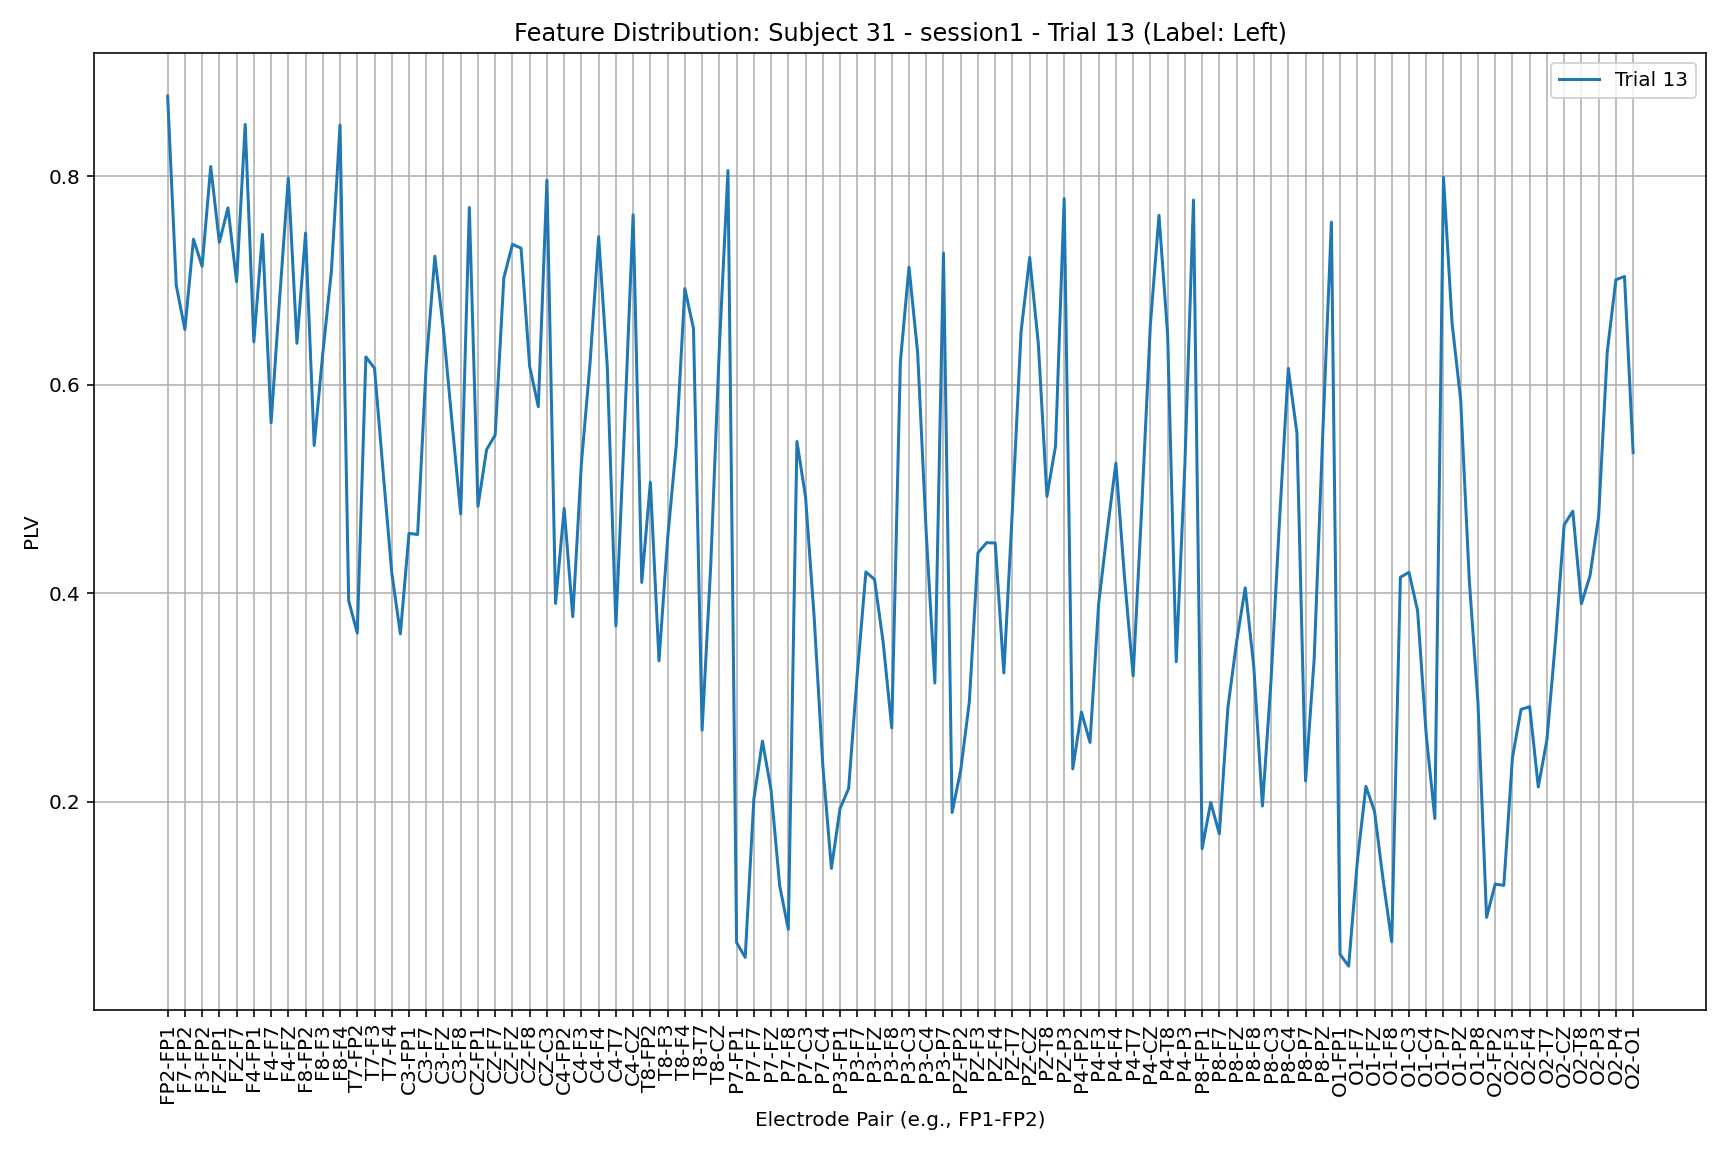 Feature Distribution: Subject 31 - session1 - Trial 13 (Label: Left)
Trial 13
PLV
0.8
0.6
0.4
0.2
FP2-FP1
F7-FP2
F3-FP2
FZ-FP1
FZ-F7
F4-FP1
F4-F7
F4-FZ
F8-FP2
F8-F3
F8-F4
T7-FP2
T7-F3
T7-F4
C3-FP1
C3-F7
C3-FZ
C3-F8
CZ-FP1
CZ-F7
CZ-FZ
CZ-F8
CZ-C3
C4-FP2
C4-F3
C4-F4
C4-T7
C4-CZ
T8-FP2
T8-F3
T8-F4
T8-T7
T8-CZ
P7-FP1
P7-F7
P7-FZ
P7-F8
P7-C3
P7-C4
P3-FP1
P3-F7
P3-FZ
P3-F8
P3-C3
P3-C4
P3-P7
PZ-FP2
PZ-F3
PZ-F4
PZ-T7
PZ-CZ
PZ-T8
PZ-P3
P4-FP2
P4-F3
P4-F4
P4-T7
P4-CZ
P4-T8
P4-P3
P8-FP1
P8-F7
P8-FZ
P8-F8
P8-C3
P8-C4
P8-P7
P8-PZ
O1-FP1
O1-F7
O1-FZ
O1-F8
O1-C3
O1-C4
O1-P7
O1-PZ
O1-P8
O2-FP2
O2-F3
O2-F4
O2-T7
O2-CZ
O2-T8
O2-P3
O2-P4
O2-O1
Electrode Pair (e.g., FP1-FP2)